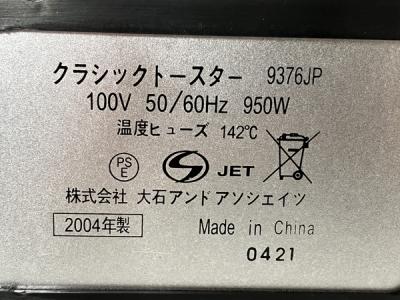 クラシックトースター 9376JP
100V 50/60Hz 950W
温度ヒューズ 142℃
PS
E
S JET
株式会社 大石アンドアソシエイツ
2004年製 Made in China
0421